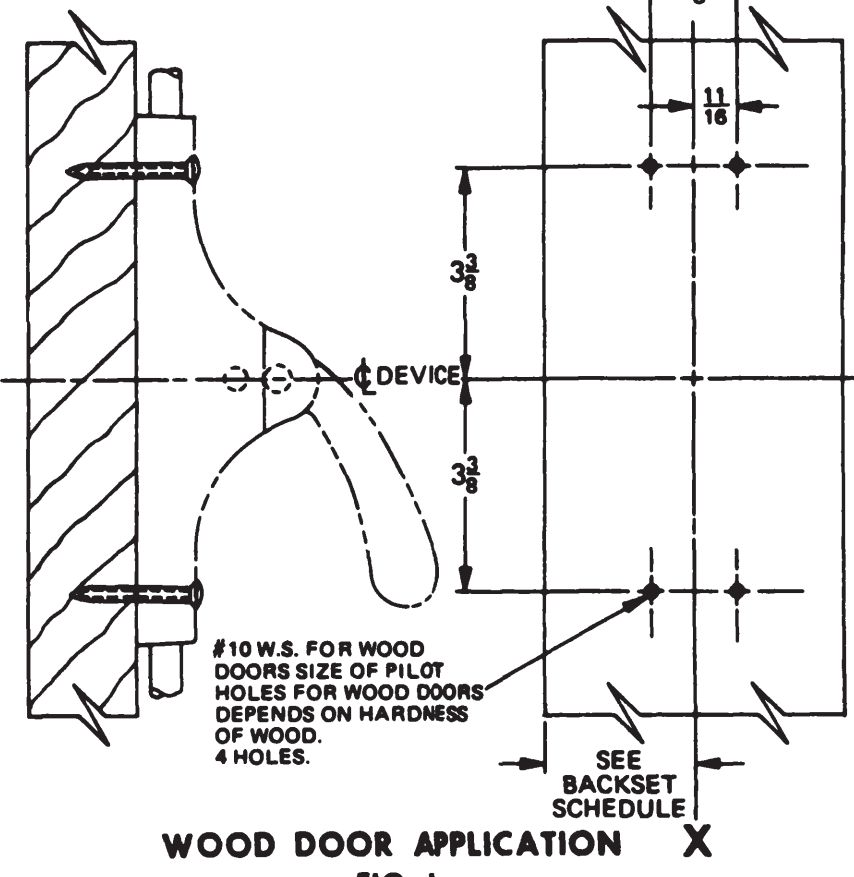 11
16
3 3/8
℄ DEVICE
3 3/8
#10 W.S. FOR WOOD
DOORS SIZE OF PILOT
HOLES FOR WOOD DOORS
DEPENDS ON HARDNESS
OF WOOD.
4 HOLES.
SEE
BACKSET
SCHEDULE
WOOD DOOR APPLICATION X